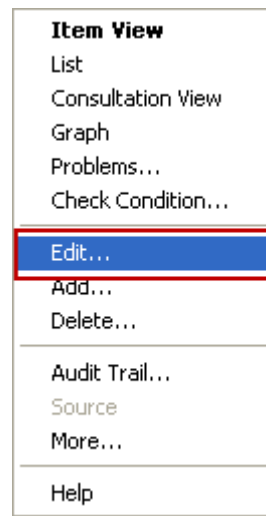 Item View
List
Consultation View
Graph
Problems...
Check Condition...
Edit...
Add...
Delete...
Audit Trail...
Source
More...
Help